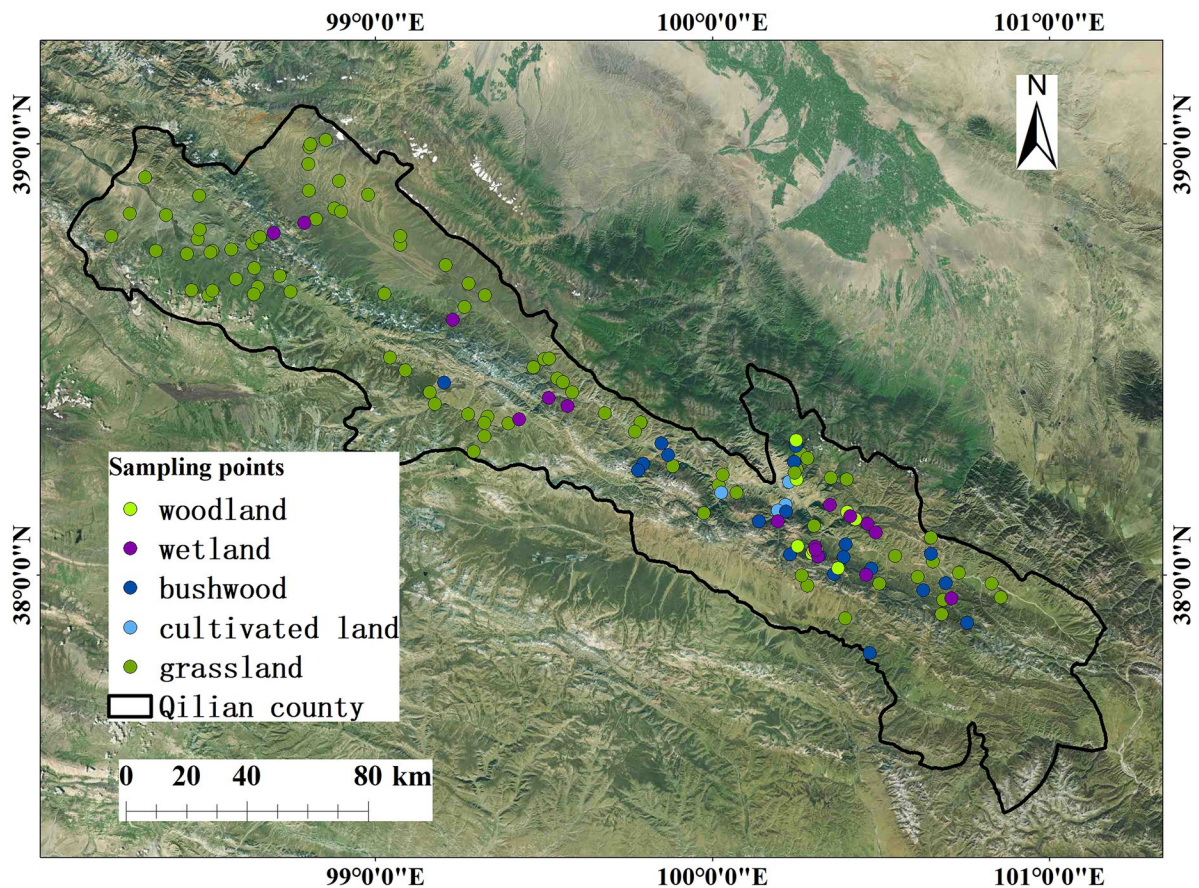 99°0'0"E 100°0'0"E 101°0'0"E
N
39°0'0"N
39°0'0"N
38°0'0"N
38°0'0"N
Sampling points
woodland
wetland
bushwood
cultivated land
grassland
Qilian county
0 20 40 80 km
99°0'0"E 100°0'0"E 101°0'0"E